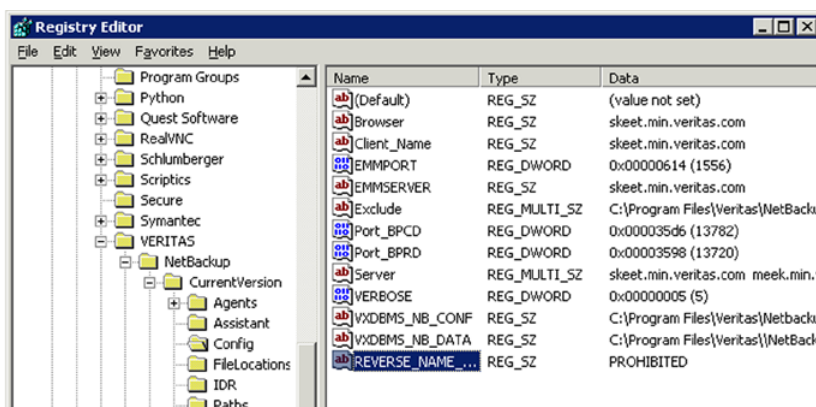 Registry Editor
File Edit View Favorites Help
Program Groups
Python
Quest Software
RealVNC
Schlumberger
Scriptics
Secure
Symantec
VERITAS
NetBackup
CurrentVersion
Agents
Assistant
Config
FileLocations
IDR
Paths
Name Type Data
(Default) REG_SZ (value not set)
Browser REG_SZ skeet.min.veritas.com
Client_Name REG_SZ skeet.min.veritas.com
EMMPORT REG_DWORD 0x00000614 (1556)
EMMSERVER REG_SZ skeet.min.veritas.com
Exclude REG_MULTI_SZ C:\Program Files\Veritas\NetBacku
Port_BPCD REG_DWORD 0x000035d6 (13782)
Port_BPRD REG_DWORD 0x00003598 (13720)
Server REG_MULTI_SZ skeet.min.veritas.com meek.min.
VERBOSE REG_DWORD 0x00000005 (5)
VXDBMS_NB_CONF REG_SZ C:\Program Files\Veritas\Netbacku
VXDBMS_NB_DATA REG_SZ C:\Program Files\Veritas\\NetBack
REVERSE_NAME_... REG_SZ PROHIBITED